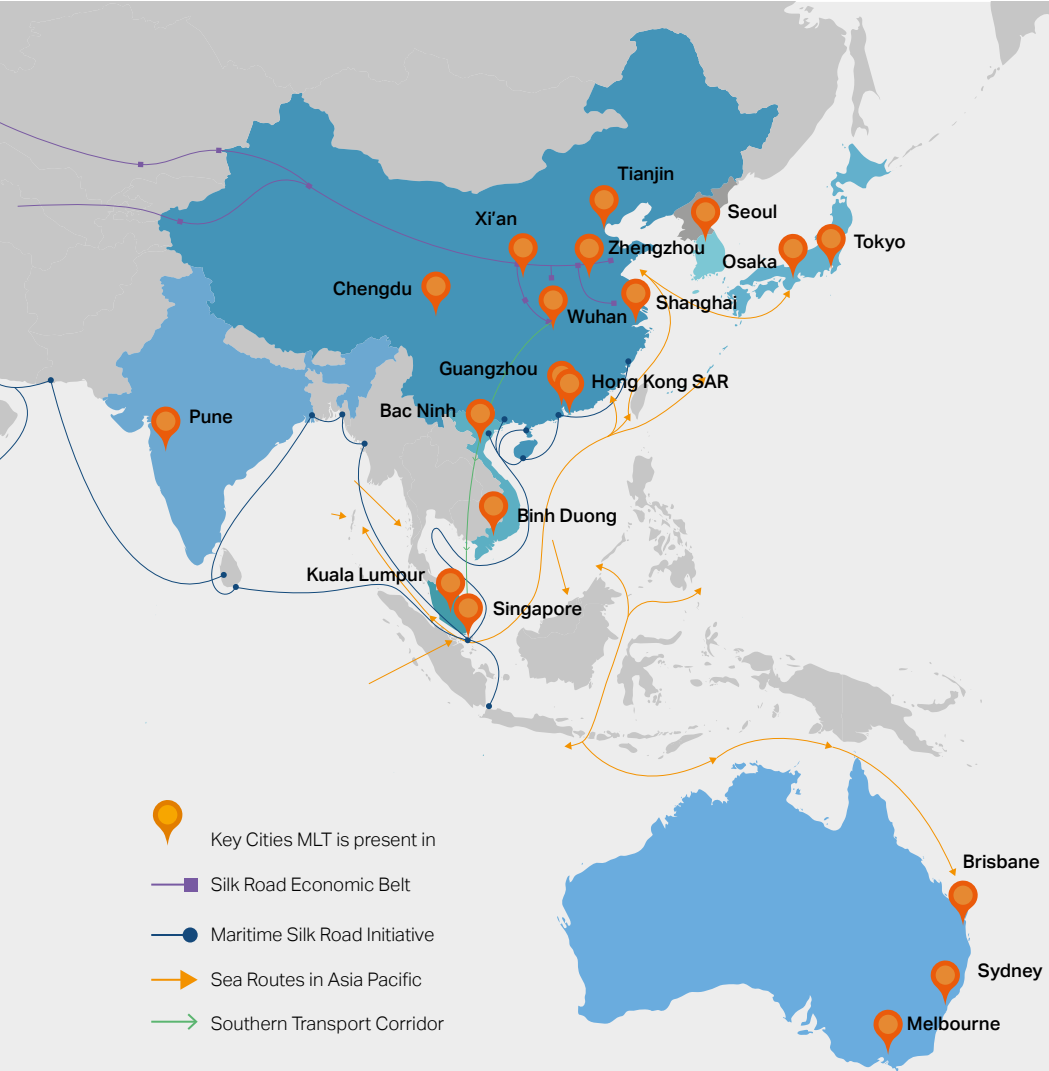 Tianjin
Xi'an
Seoul
Zhengzhou
Tokyo
Osaka
Chengdu
Shanghai
Wuhan
Guangzhou
Hong Kong SAR
Bac Ninh
Pune
Binh Duong
Kuala Lumpur
Singapore
Key Cities MLT is present in
Silk Road Economic Belt
Maritime Silk Road Initiative
Sea Routes in Asia Pacific
Southern Transport Corridor
Brisbane
Sydney
Melbourne